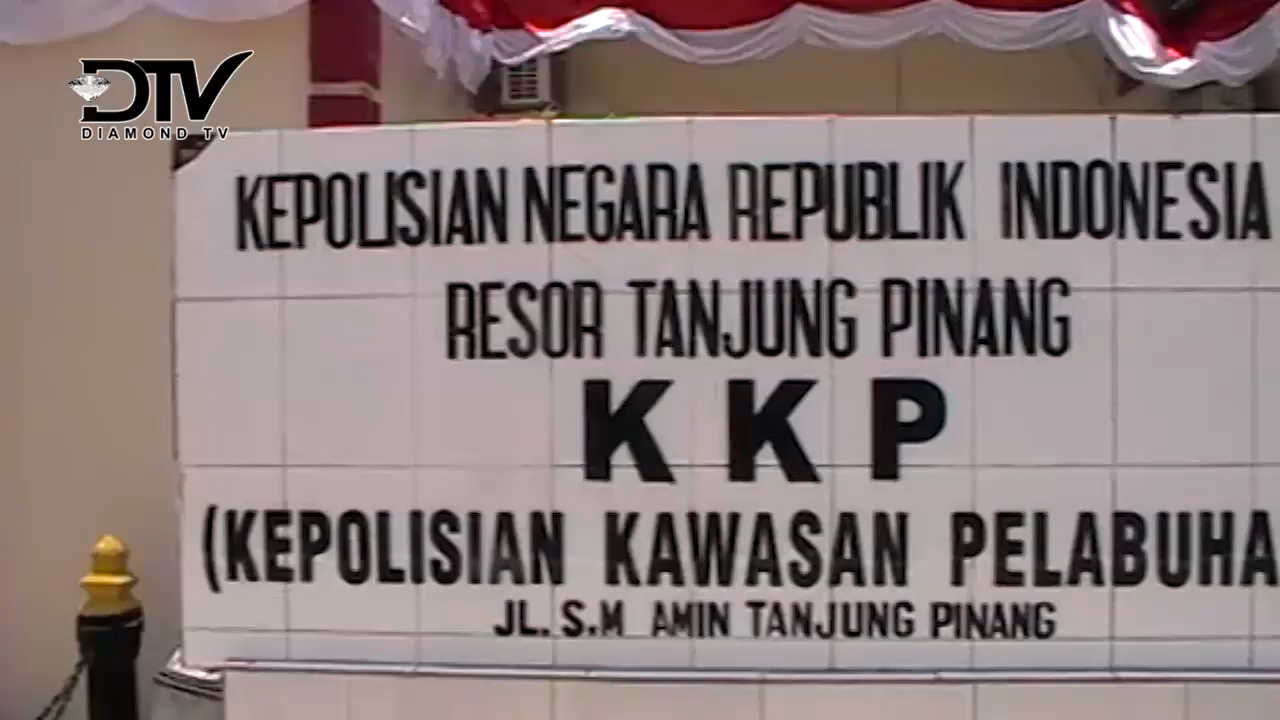 DTV
DIAMOND TV
KEPOLISIAN NEGARA REPUBLIK INDONESIA
RESOR TANJUNG PINANG
KKP
(KEPOLISIAN KAWASAN PELABUHA
JL. S.M AMIN TANJUNG PINANG